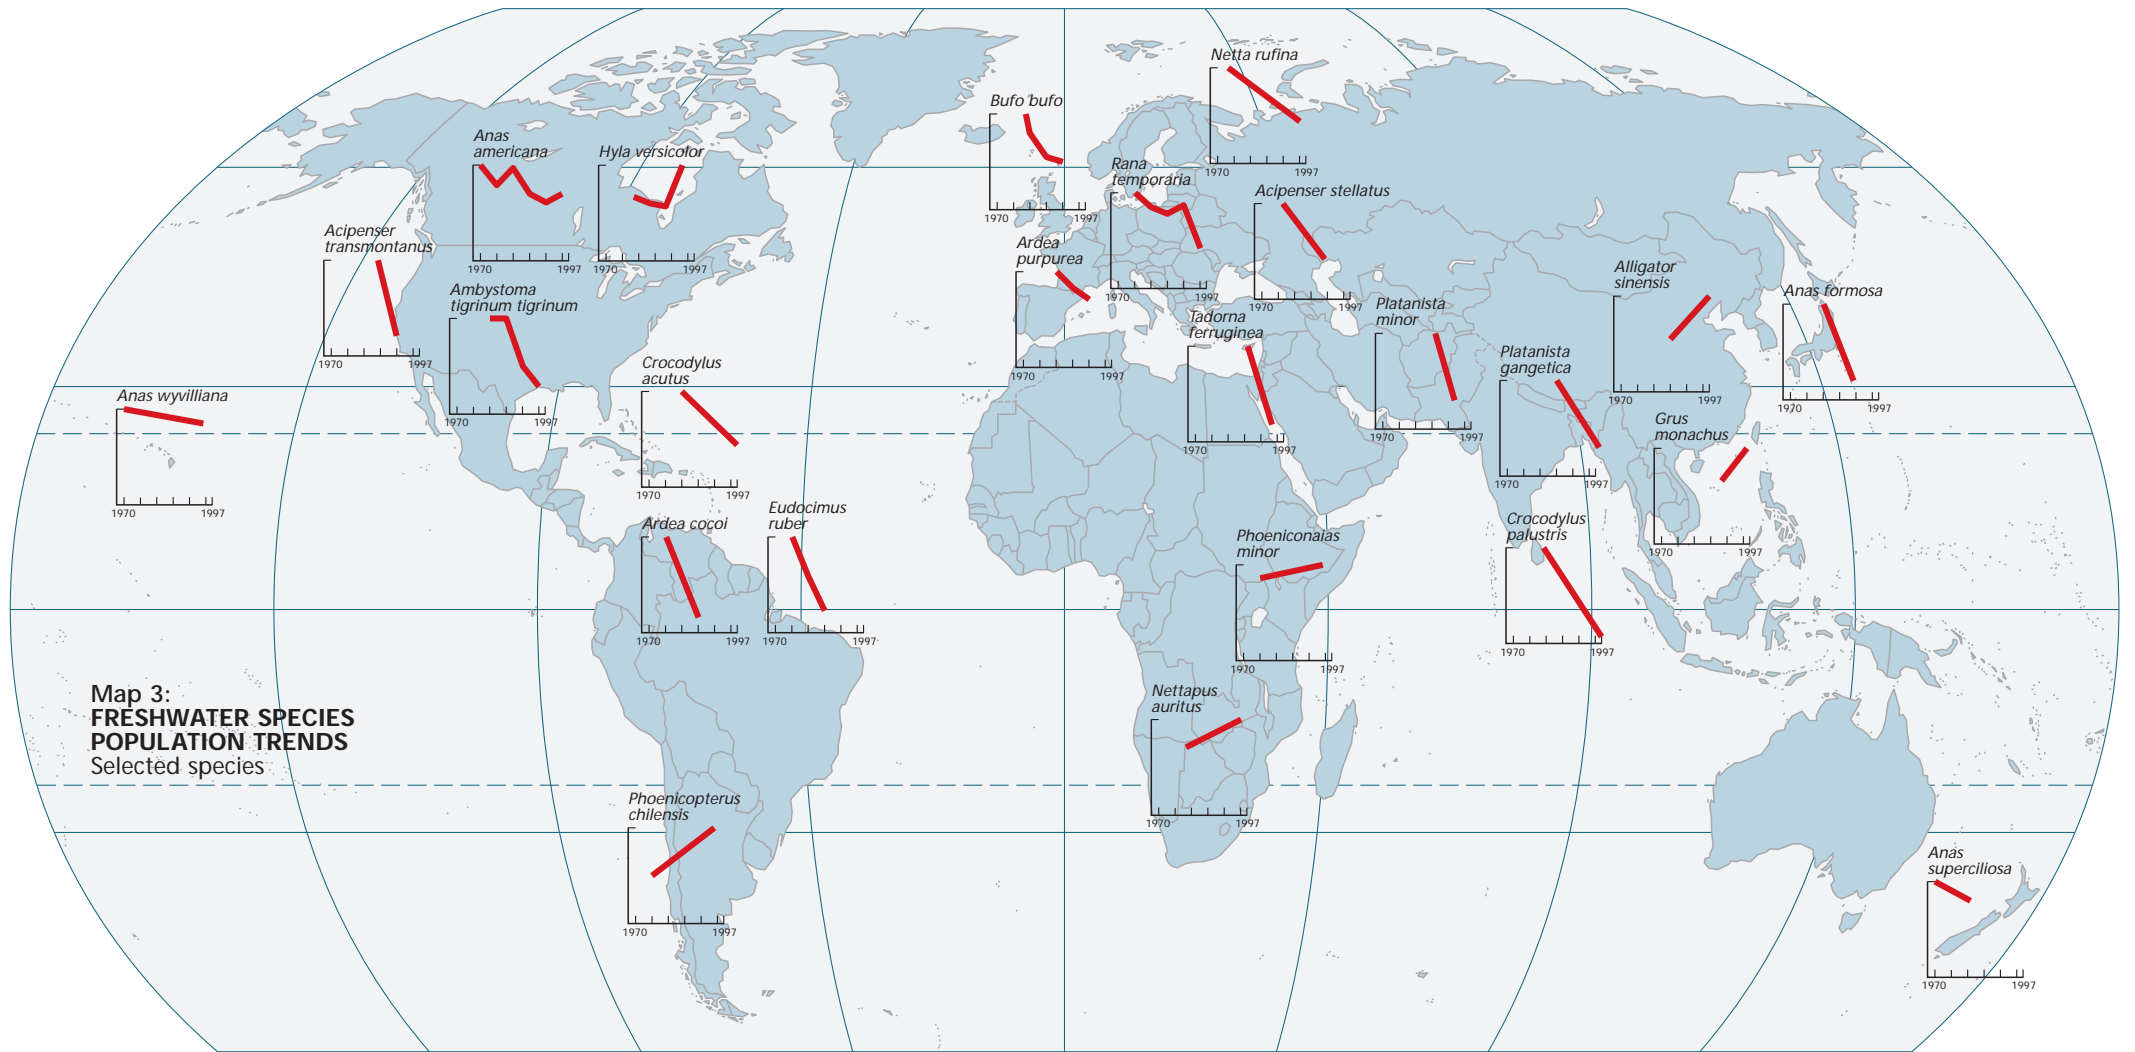 Netta rufina
1970 1997
Bufo bufo
1970 1997
Anas
americana
1970 1997
Hyla versicolor
1970 1997
Rana
temporaria
1970 1997
Acipenser stellatus
1970 1997
Acipenser
transmontanus
1970 1997
Ardea
purpurea
1970 1997
Alligator
sinensis
1970 1997
Ambystoma
tigrinum tigrinum
1970 1997
Anas formosa
1970 1997
Platanista
minor
1970 1997
Tadorna
ferruginea
1970 1997
Platanista
gangetica
1970 1997
Crocodylus
acutus
1970 1997
Anas wyvilliana
1970 1997
Grus
monachus
1970 1997
Ardea cocoi
1970 1997
Eudocimus
ruber
1970 1997
Crocodylus
palustris
1970 1997
Phoeniconaias
minor
1970 1997
Map 3:
FRESHWATER SPECIES
POPULATION TRENDS
Selected species
Nettapus
auritus
1970 1997
Phoenicopterus
chilensis
1970 1997
Anas
superciliosa
1970 1997